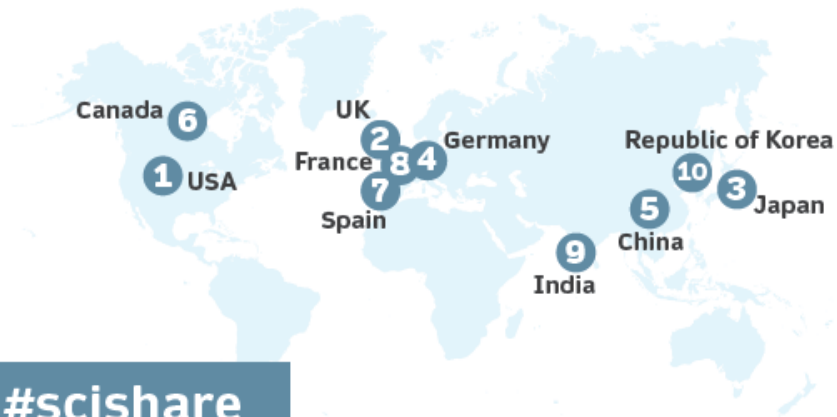 UK
Canada
6
2
Germany
Republic of Korea
France
8
4
1
USA
7
10
3
Japan
Spain
5
China
9
India
#scishare